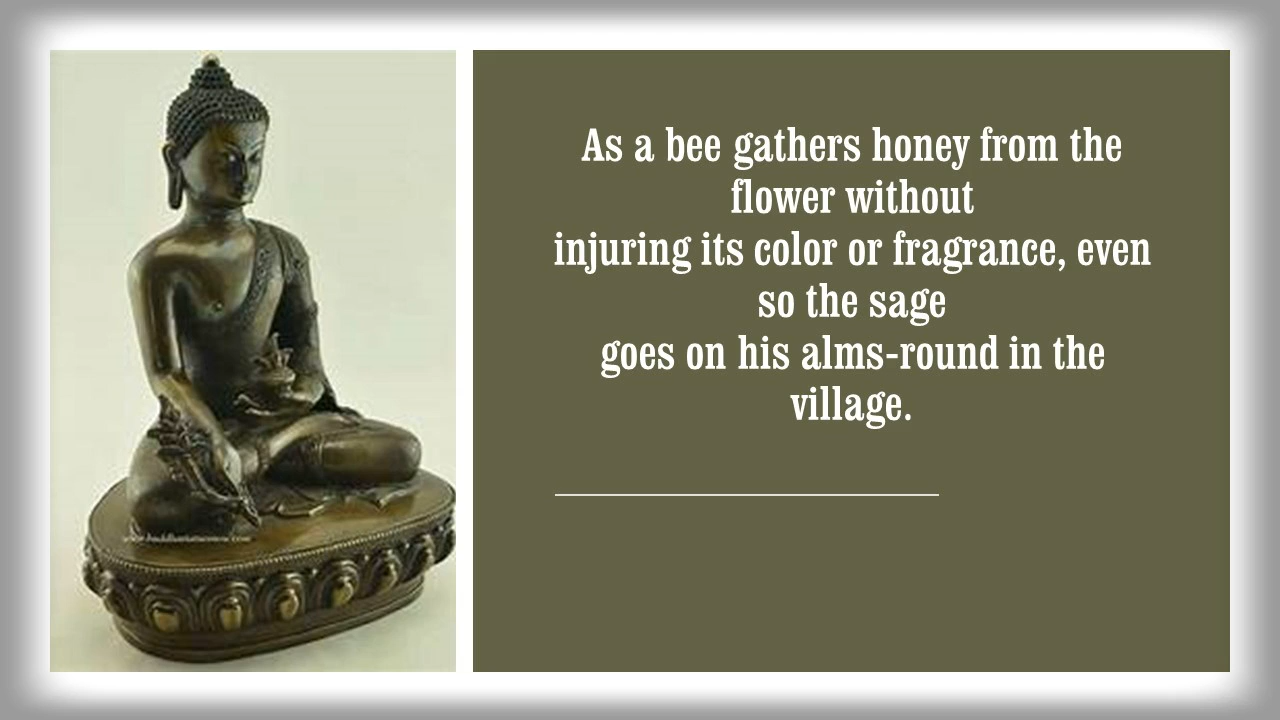 As a bee gathers honey from the
flower without
injuring its color or fragrance, even
so the sage
goes on his alms-round in the
village.